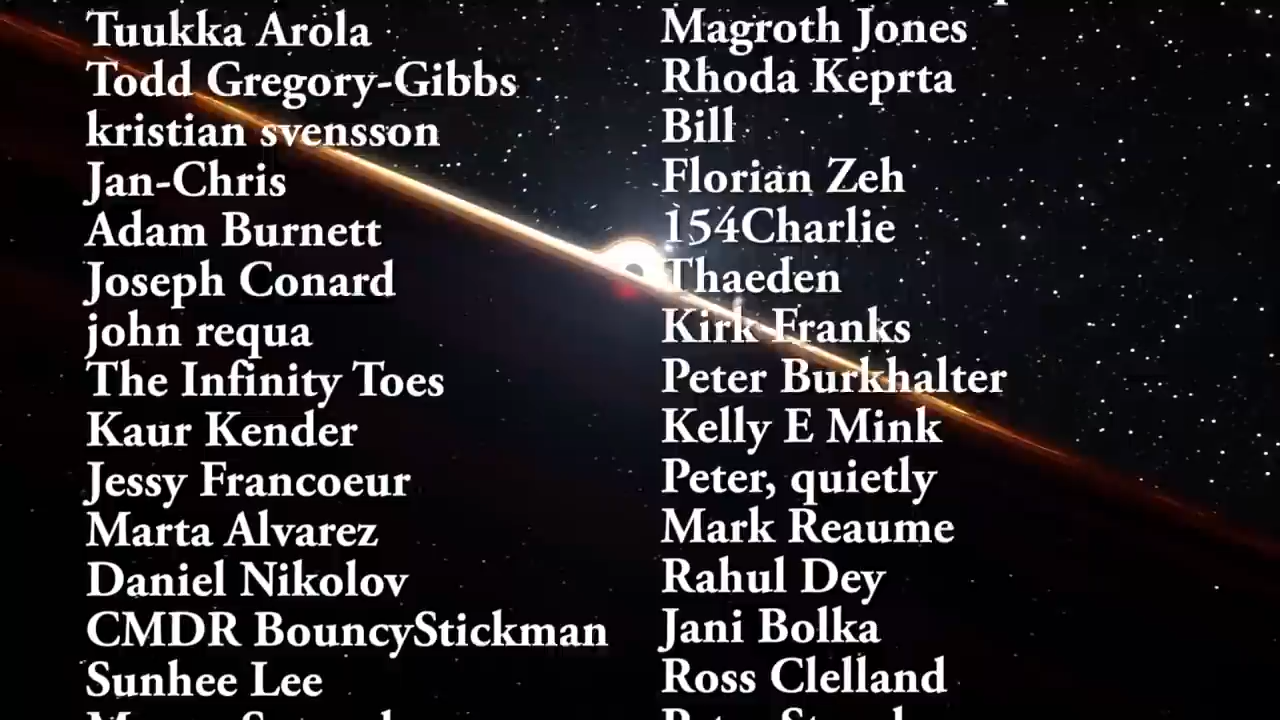 Tuukka Arola
Todd Gregory-Gibbs
kristian svensson
Jan-Chris
Adam Burnett
Joseph Conard
john requa
The Infinity Toes
Kaur Kender
Jessy Francoeur
Marta Alvarez
Daniel Nikolov
CMDR BouncyStickman
Sunhee Lee
Magroth Jones
Rhoda Keprta
Bill
Florian Zeh
154Charlie
Thaeden
Kirk Franks
Peter Burkhalter
Kelly E Mink
Peter, quietly
Mark Reaume
Rahul Dey
Jani Bolka
Ross Clelland